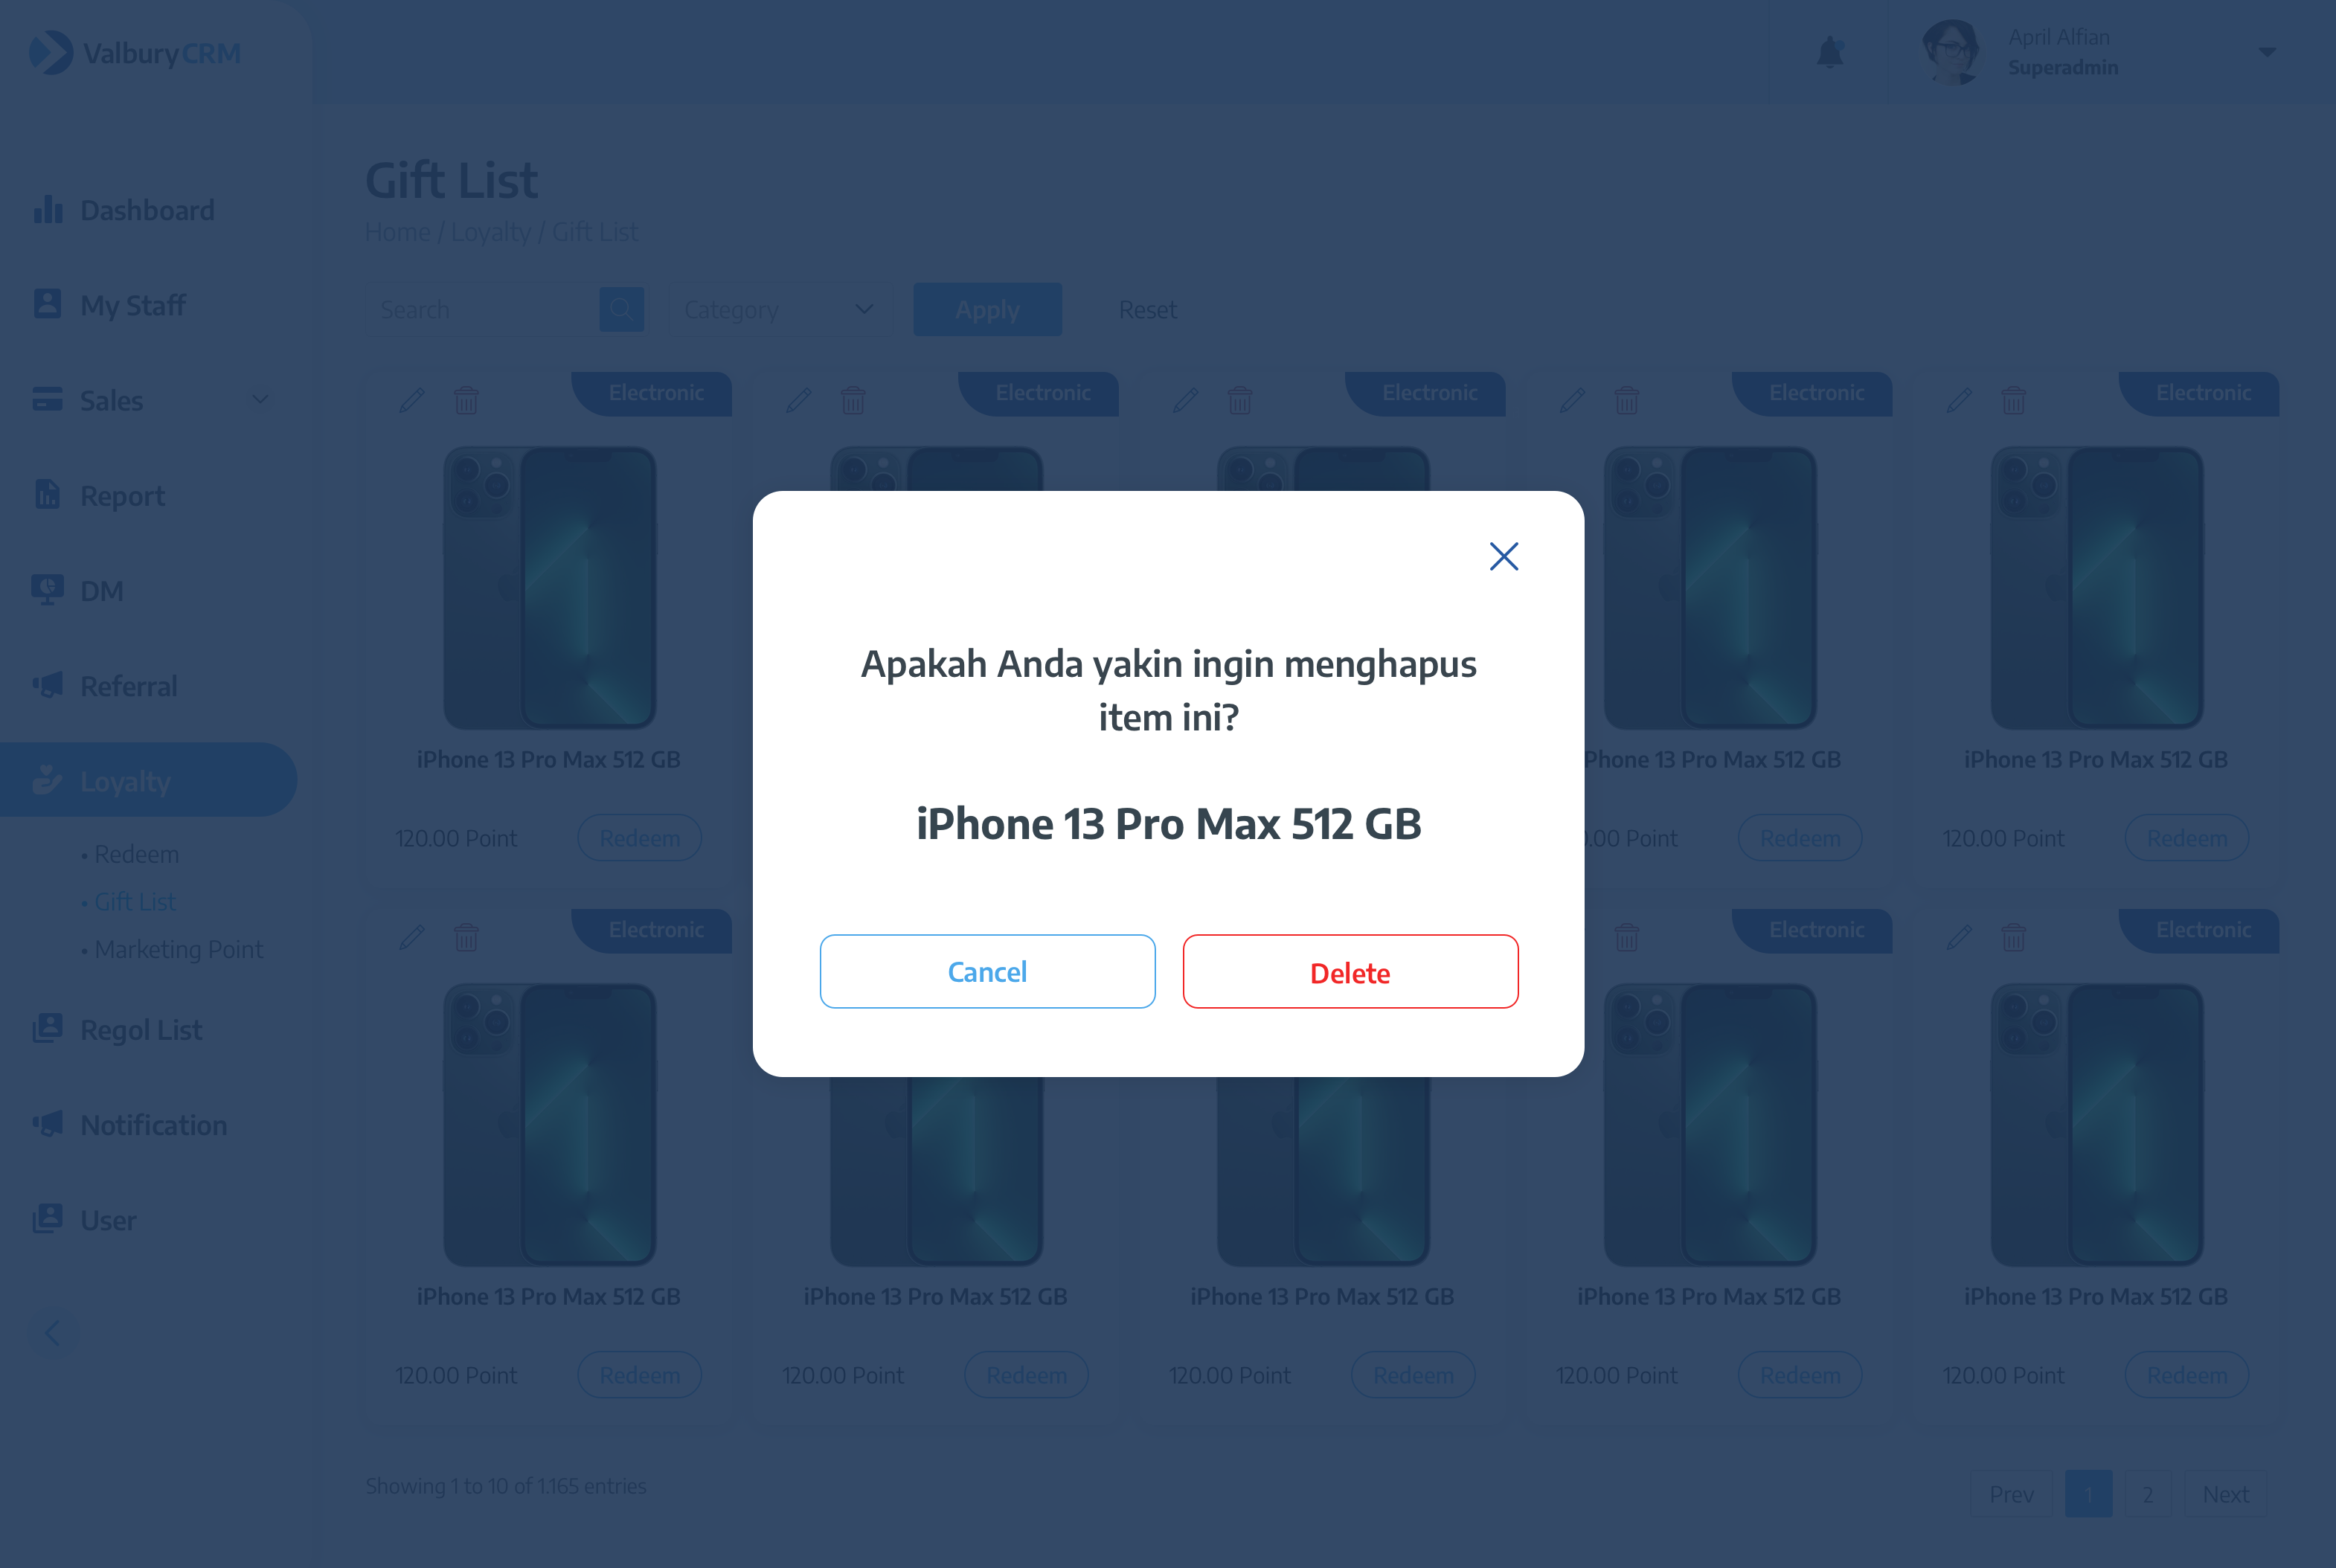 ValburyCRM
April Alfian
Superadmin
Dashboard
My Staff
Sales
Report
DM
Referral
Loyalty
• Redeem
• Gift List
• Marketing Point
Regol List
Notification
User
Gift List
Home / Loyalty / Gift List
Search
Category
Apply
Reset
Electronic
Electronic
Electronic
Electronic
Electronic
iPhone 13 Pro Max 512 GB
Phone 13 Pro Max 512 GB
iPhone 13 Pro Max 512 GB
120.00 Point
Redeem
.00 Point
Redeem
120.00 Point
Redeem
Apakah Anda yakin ingin menghapus
item ini?
iPhone 13 Pro Max 512 GB
Cancel
Delete
Electronic
Electronic
Electronic
iPhone 13 Pro Max 512 GB
iPhone 13 Pro Max 512 GB
iPhone 13 Pro Max 512 GB
iPhone 13 Pro Max 512 GB
iPhone 13 Pro Max 512 GB
120.00 Point
Redeem
120.00 Point
Redeem
120.00 Point
Redeem
120.00 Point
Redeem
120.00 Point
Redeem
Showing 1 to 10 of 1.165 entries
Prev
1
2
Next